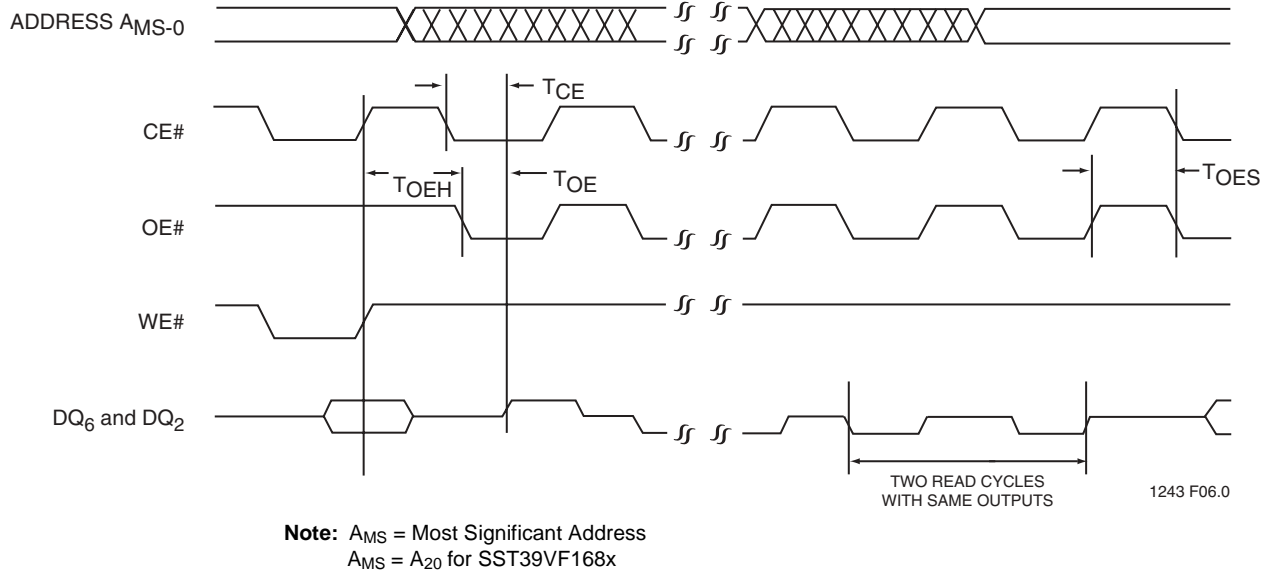 ADDRESS AMS-0
TCE
CE#
TOEH
TOE
TOES
OE#
WE#
DQ6 and DQ2
TWO READ CYCLES
WITH SAME OUTPUTS
1243 F06.0
Note: AMS = Most Significant Address
AMS = A20 for SST39VF168x